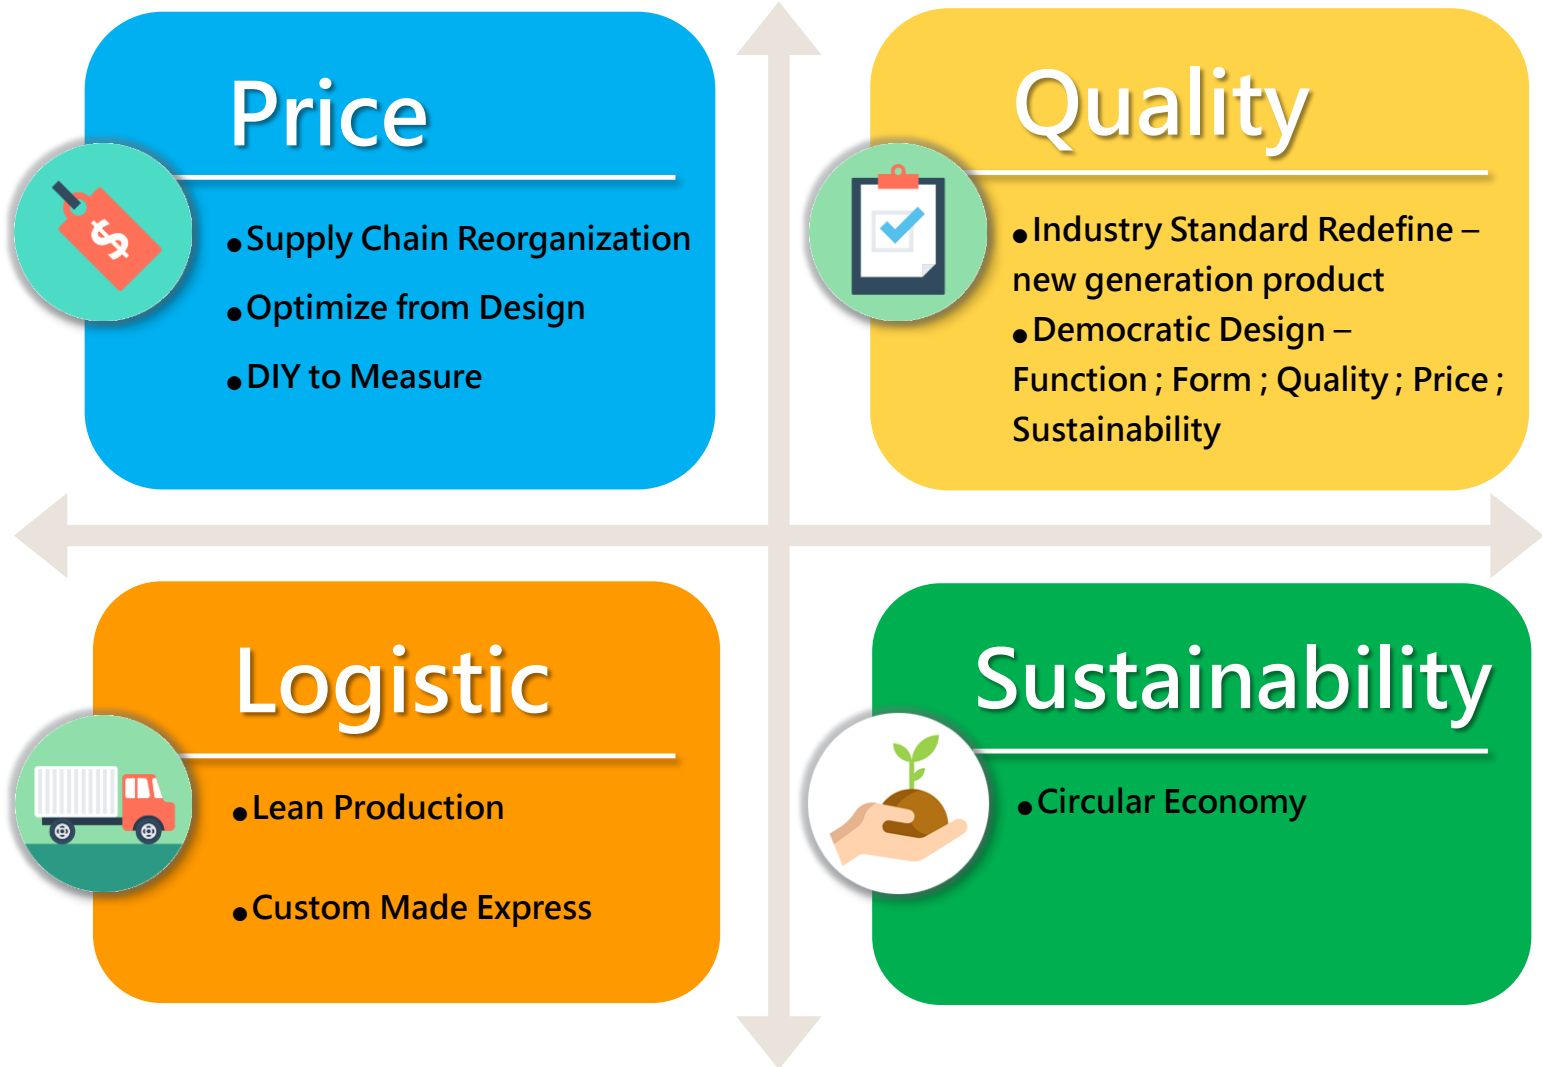 Price
●Supply Chain Reorganization
●Optimize from Design
●DIY to Measure
Quality
●Industry Standard Redefine –
new generation product
●Democratic Design –
Function ; Form ; Quality ; Price ;
Sustainability
Logistic
●Lean Production
●Custom Made Express
Sustainability
●Circular Economy
$